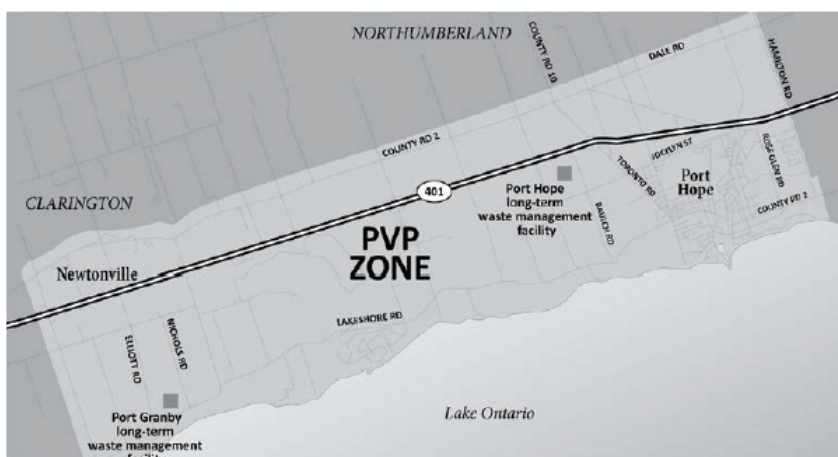 NORTHUMBERLAND
COUNTY RD 10
DALE RD
HAMILTON RD
COUNTY RD 2
JOCELYN ST
ROSE GLEN RD
CLARINGTON
401
Port Hope
long-term
waste management
facility
TORONTO RD
Port
Hope
BAULCH RD
COUNTY RD 2
PVP
ZONE
Newtonville
LAKESHORE RD
ELLIOTT RD
NICHOLS RD
Port Granby
long-term
waste management
facility
Lake Ontario